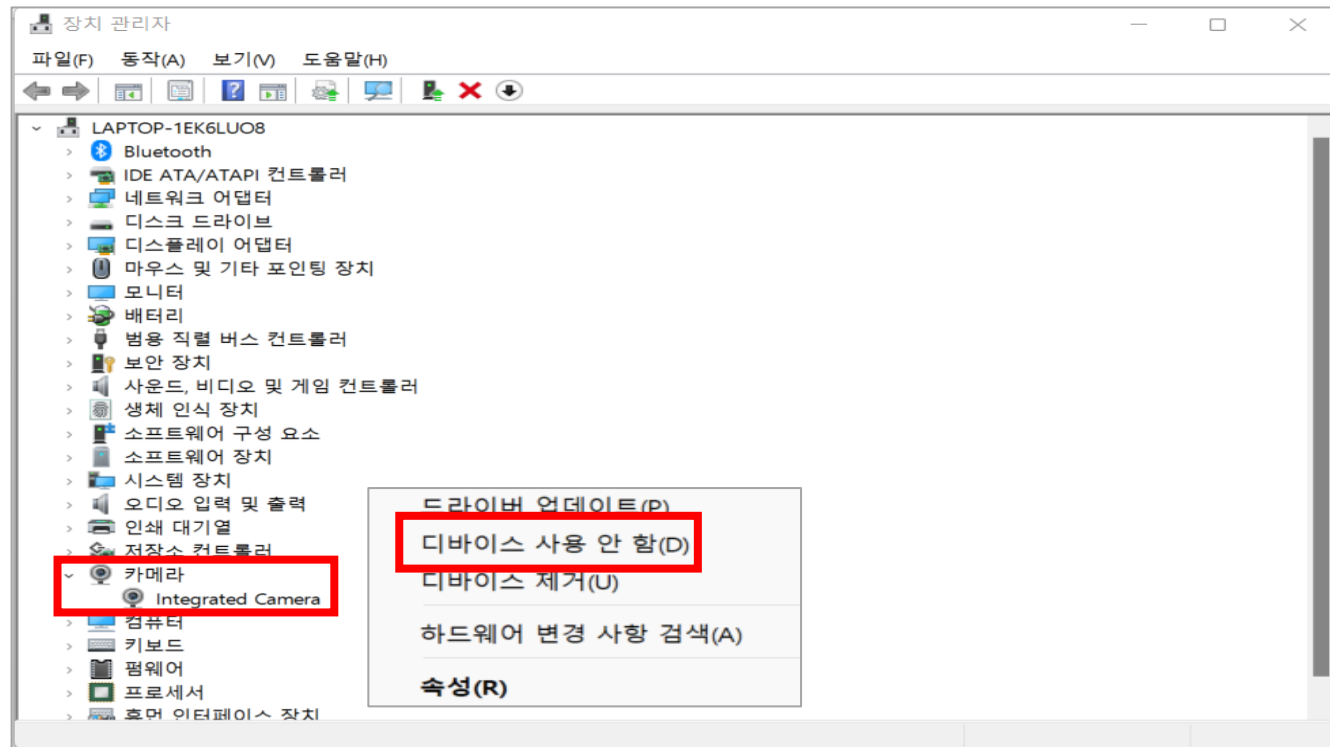 장치 관리자
파일(F) 동작(A) 보기(V) 도움말(H)
LAPTOP-1EK6LUO8
Bluetooth
IDE ATA/ATAPI 컨트롤러
네트워크 어댑터
디스크 드라이브
디스플레이 어댑터
마우스 및 기타 포인팅 장치
모니터
배터리
범용 직렬 버스 컨트롤러
보안 장치
사운드, 비디오 및 게임 컨트롤러
생체 인식 장치
소프트웨어 구성 요소
소프트웨어 장치
시스템 장치
오디오 입력 및 출력
인쇄 대기열
저장소 컨트롤러
카메라
Integrated Camera
컴퓨터
키보드
펌웨어
프로세서
휴먼 인터페이스 장치
드라이버 업데이트(P)
디바이스 사용 안 함(D)
디바이스 제거(U)
하드웨어 변경 사항 검색(A)
속성(R)